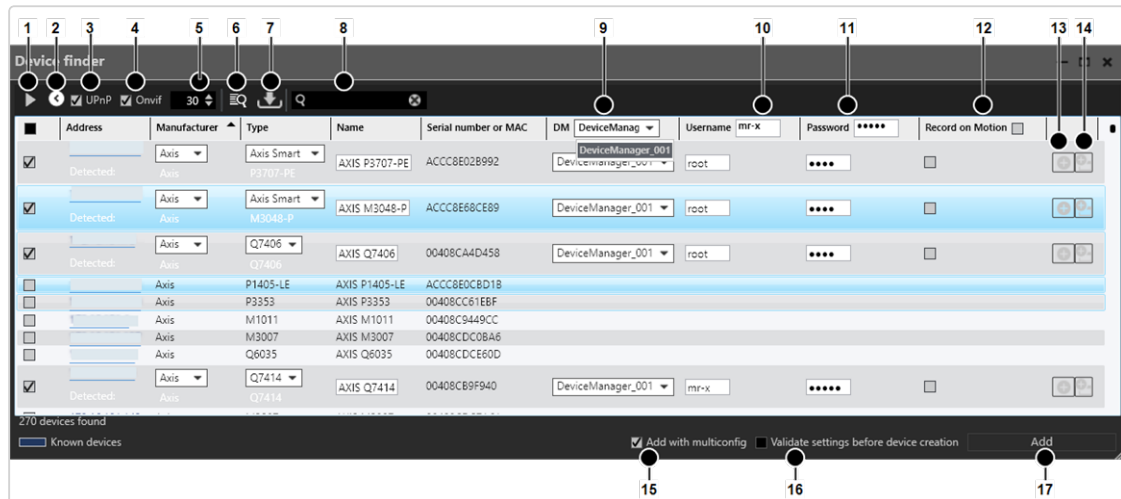 1 2 3 4 5 6 7 8 9 10 11 12 13 14
Device finder
UPnP Onvif 30
Address Manufacturer Type Name Serial number or MAC DM DeviceManag Username mr-x Password ••••• Record on Motion
DeviceManager_001
Axis Axis Smart AXIS P3707-PE ACCC8E02B992 DeviceManager_001 root ••••
Detected: Axis P3707-PE
Axis Axis Smart AXIS M3048-P ACCC8E68CE89 DeviceManager_001 root ••••
Detected: Axis M3048-P
Axis Q7406 AXIS Q7406 00408CA4D458 DeviceManager_001 root ••••
Detected: Axis Q7406
Axis P1405-LE AXIS P1405-LE ACCC8E0CBD1B
Axis P3353 AXIS P3353 00408CC61EBF
Axis M1011 AXIS M1011 00408C9449CC
Axis M3007 AXIS M3007 00408CDC0BA6
Axis Q6035 AXIS Q6035 00408CDCE60D
Axis Q7414 AXIS Q7414 00408CB9F940 DeviceManager_001 mr-x •••••
Detected: Axis Q7414
270 devices found
Known devices Add with multiconfig Validate settings before device creation Add
15 16 17